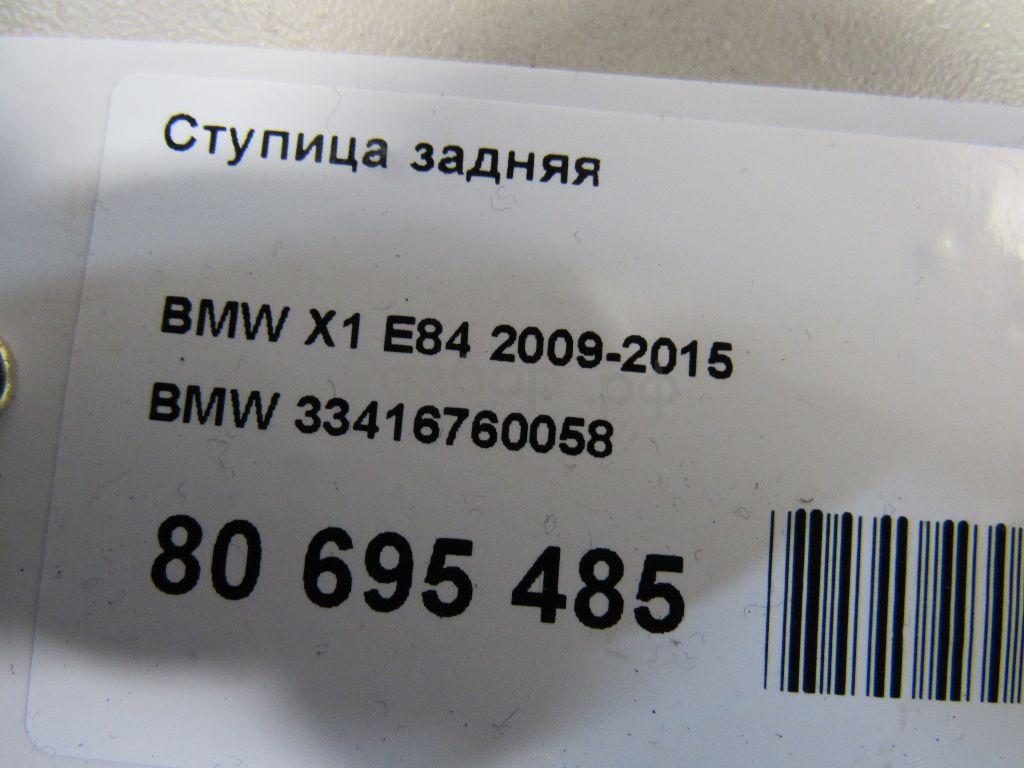 Ступица задняя
BMW X1 E84 2009-2015
BMW 33416760058
80 695 485